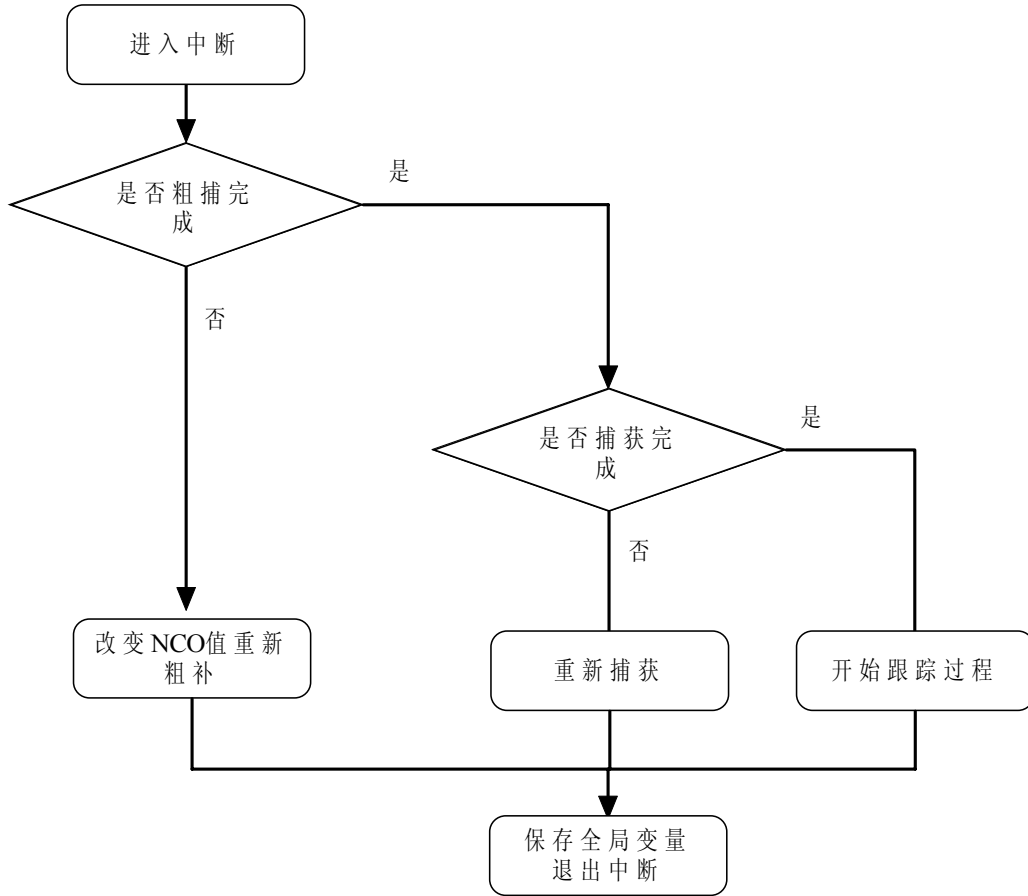 进入中断
是否粗捕完
成
是
否
是否捕获完
成
是
否
改变NCO值重新
粗补
重新捕获
开始跟踪过程
保存全局变量
退出中断